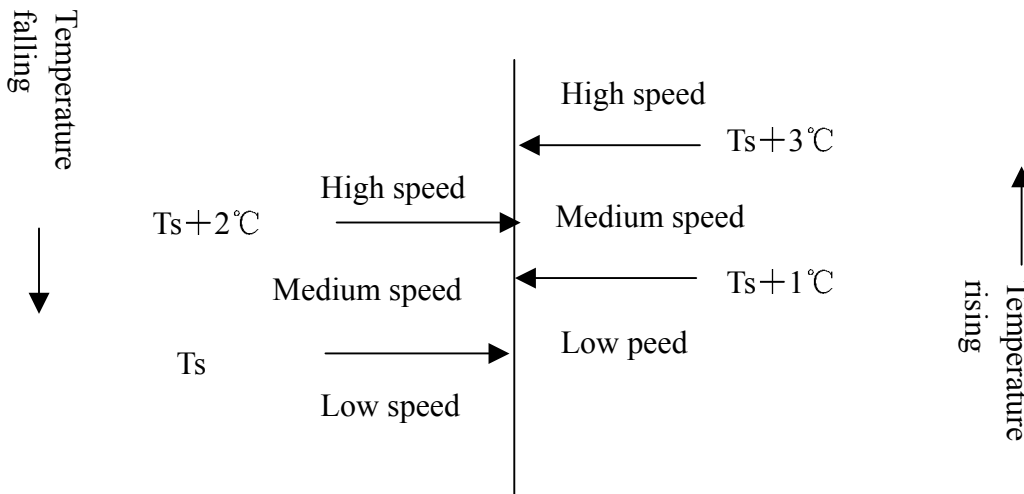 Temperature
falling
High speed
Ts+3℃
High speed
Ts+2℃
Medium speed
Medium speed
Ts+1℃
Low peed
Ts
Low speed
Temperature
rising